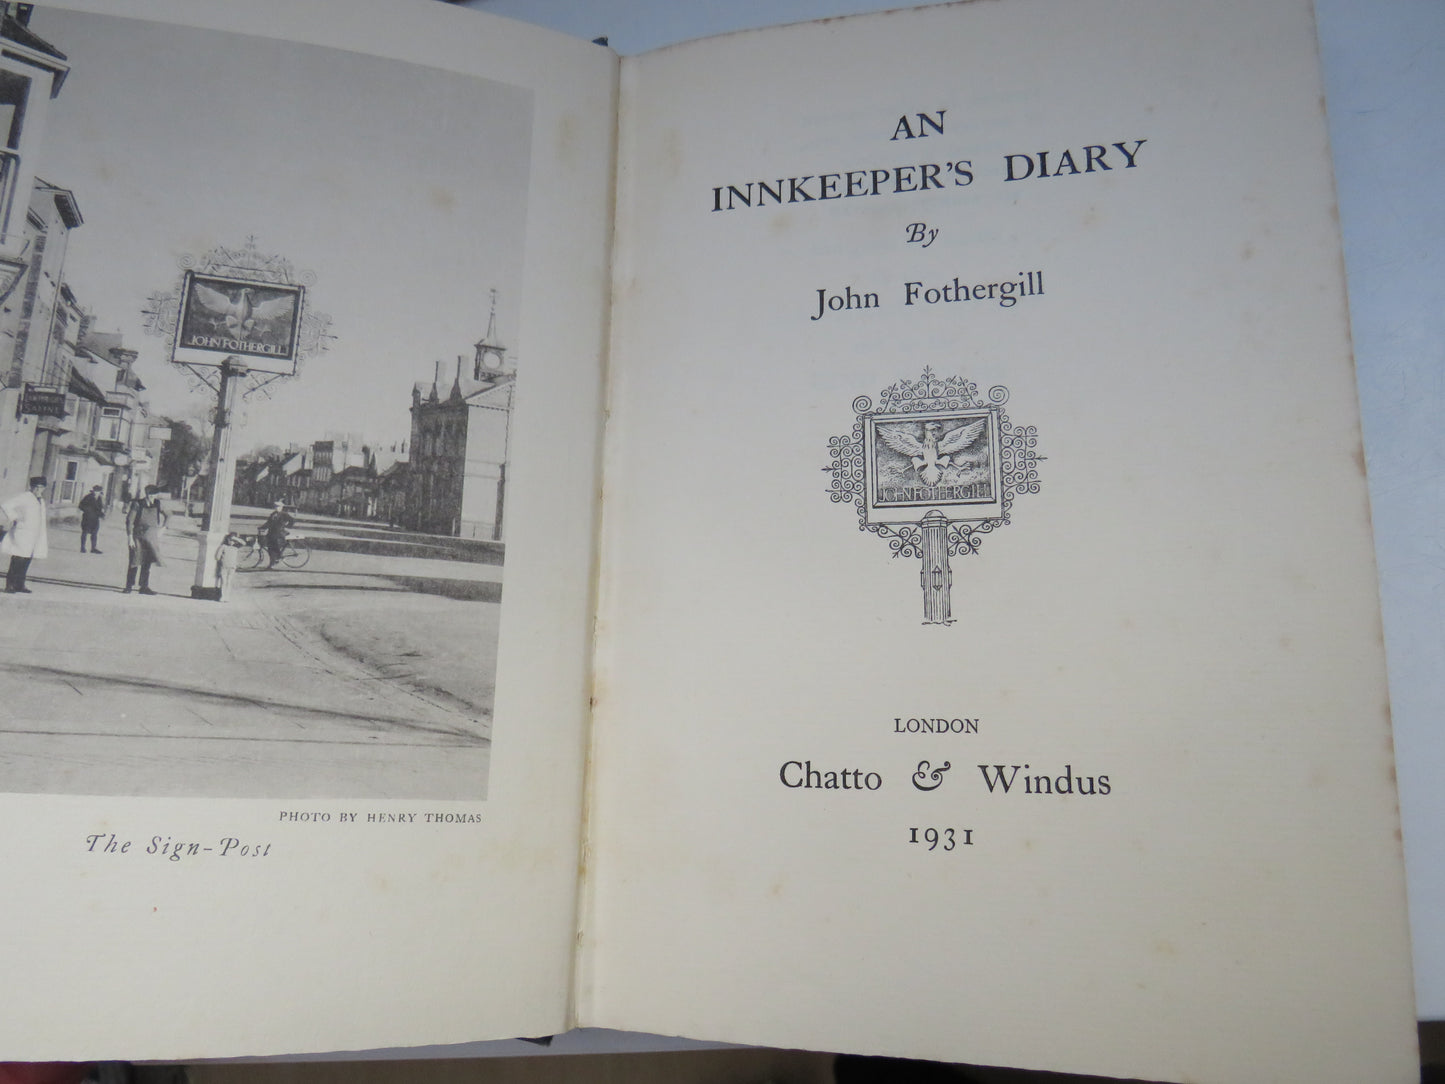 JOHN FOTHERGILL
PHOTO BY HENRY THOMAS
The Sign-Post
AN
INNKEEPER'S DIARY
By
John Fothergill
JOHN FOTHERGILL
LONDON
Chatto & Windus
1931